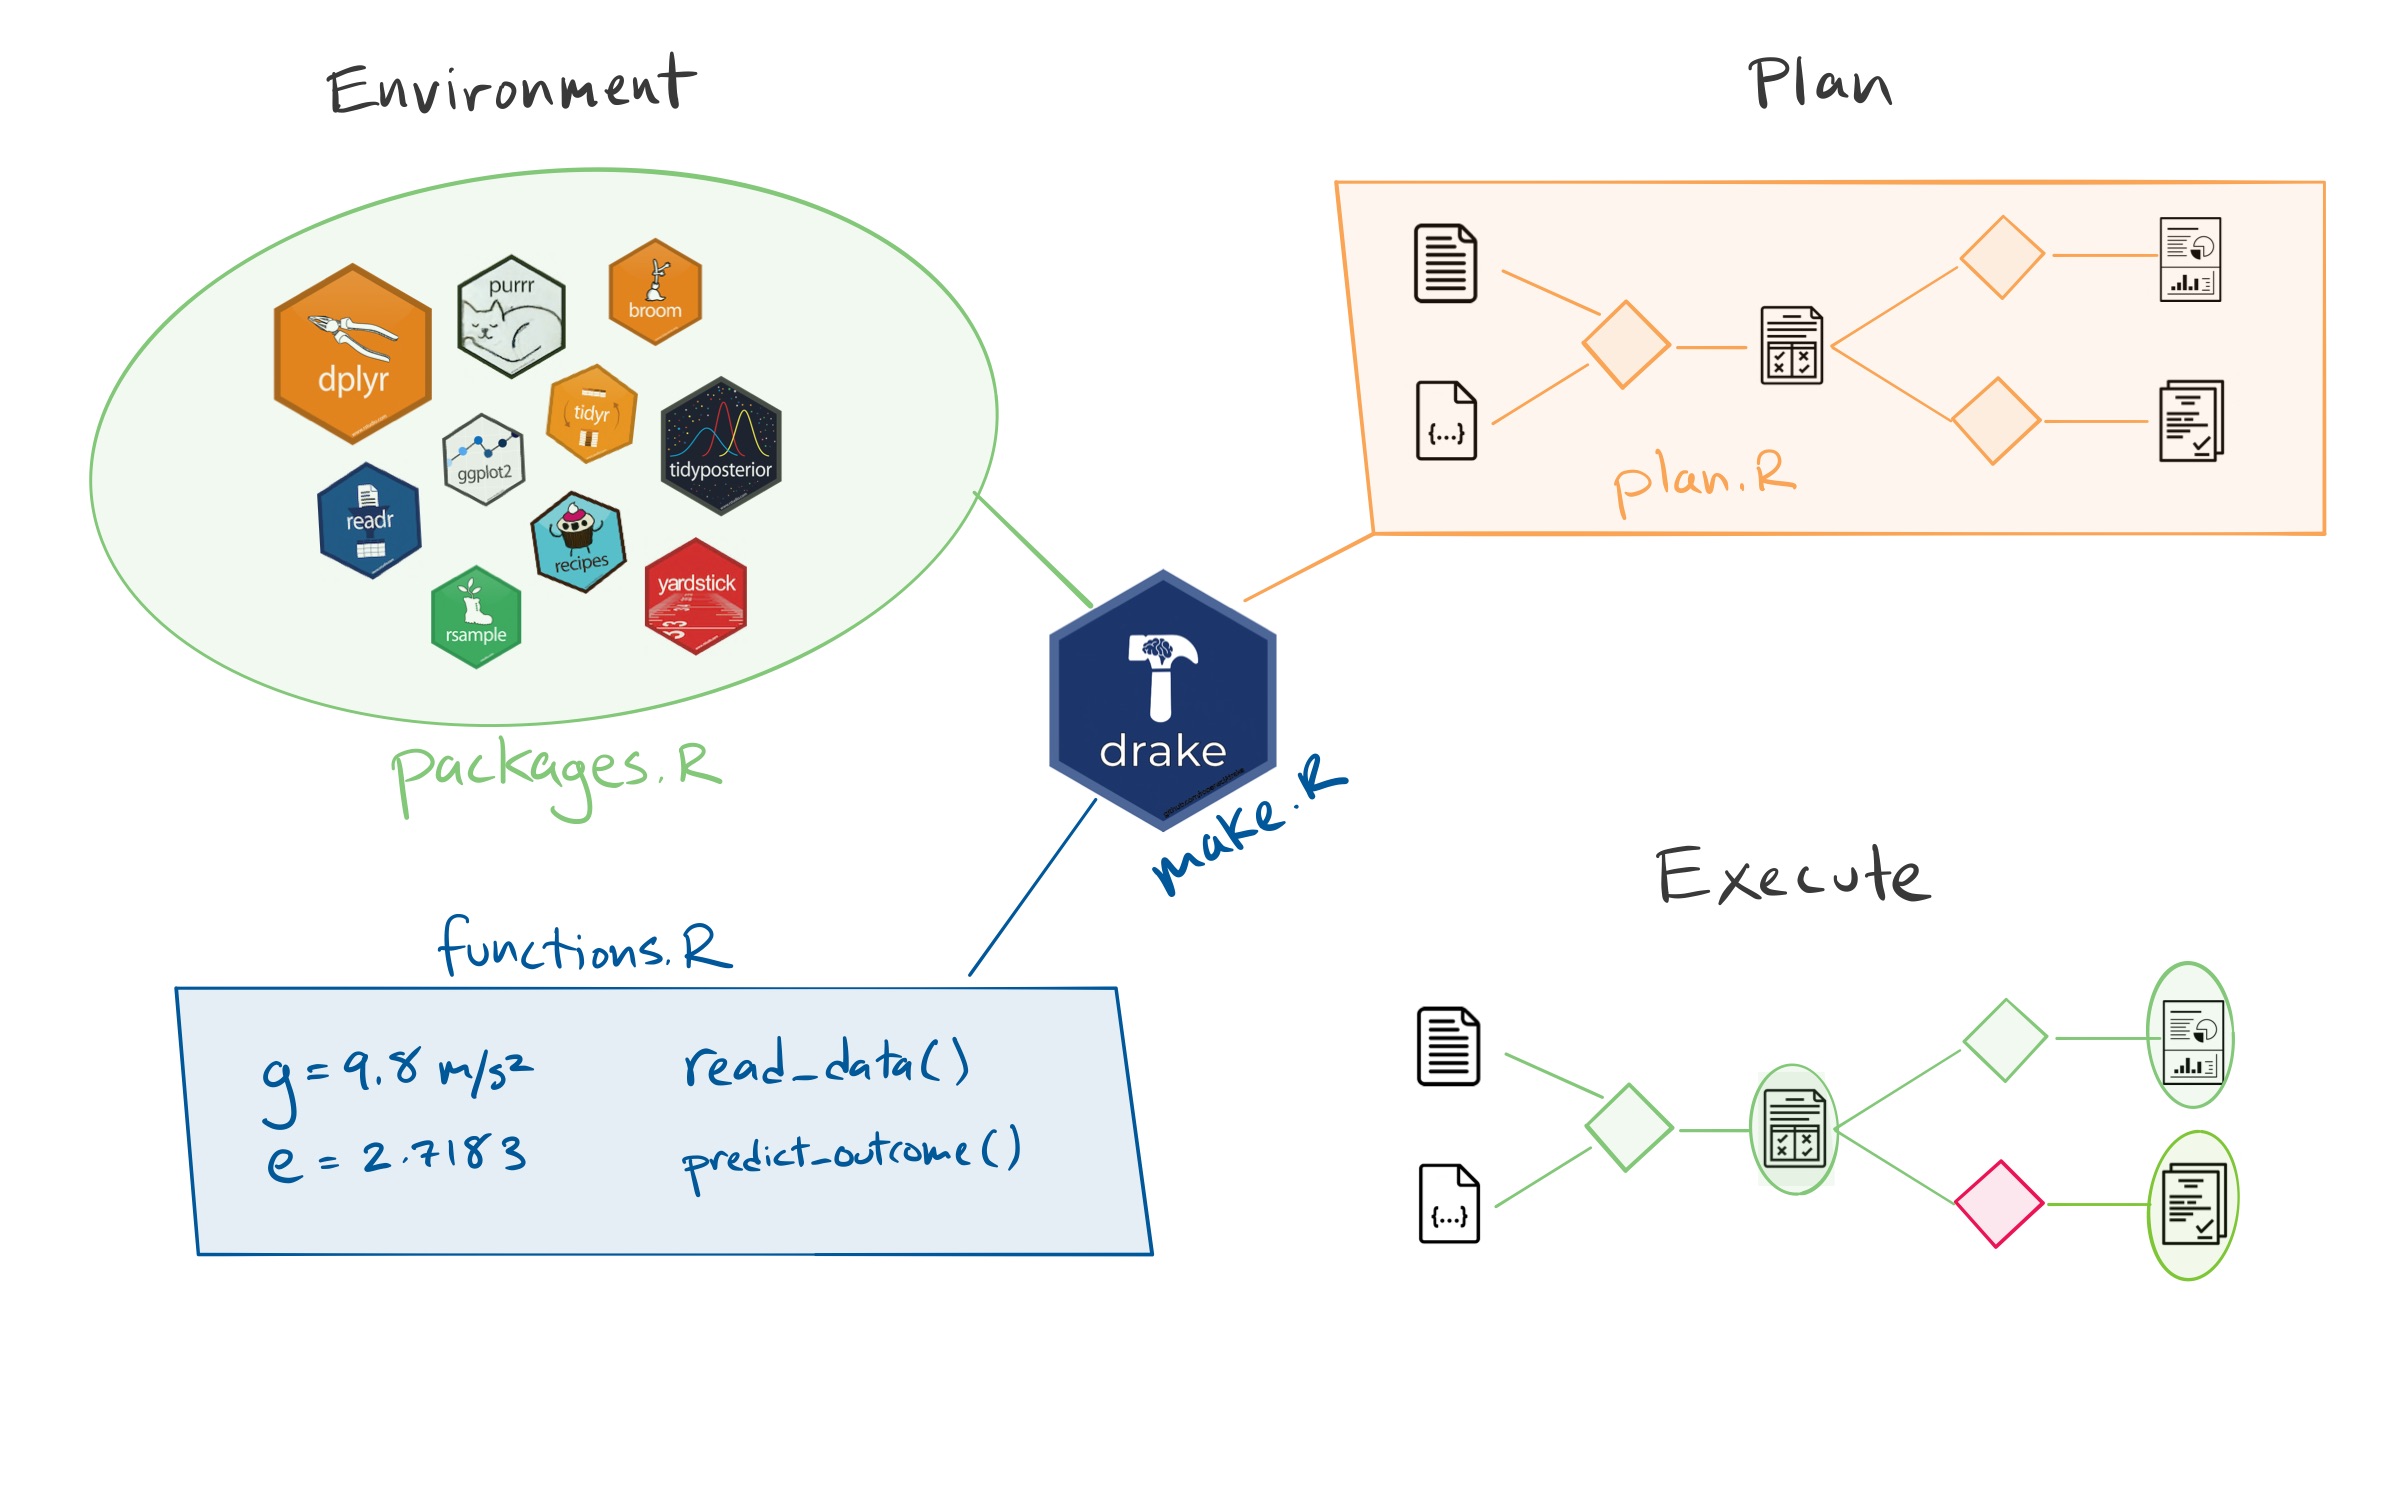 Environment
Plan
purrr
broom
dplyr
tidyr
ggplot2
tidyposterior
readr
recipes
yardstick
rsample
{...}
plan.R
packages.R
drake
make.R
functions.R
g = 9.8 m/s²
read_data()
e = 2.7183
predict_outcome()
Execute
{...}